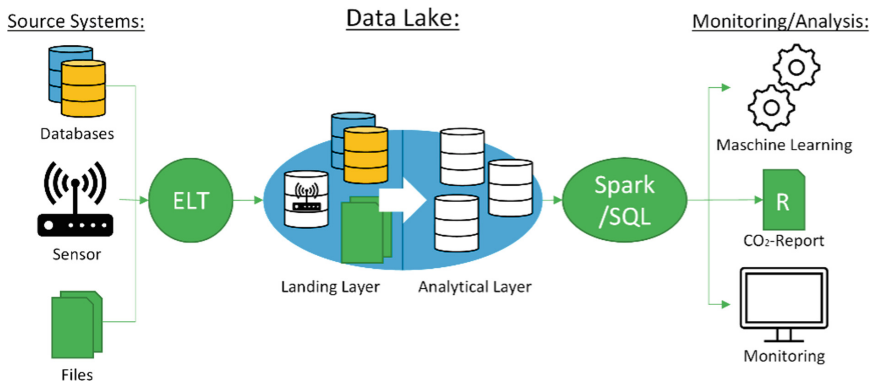 Source Systems:
Data Lake:
Monitoring/Analysis:
Databases
Sensor
Files
ELT
Landing Layer
Analytical Layer
Spark
/SQL
Maschine Learning
R
CO₂-Report
Monitoring